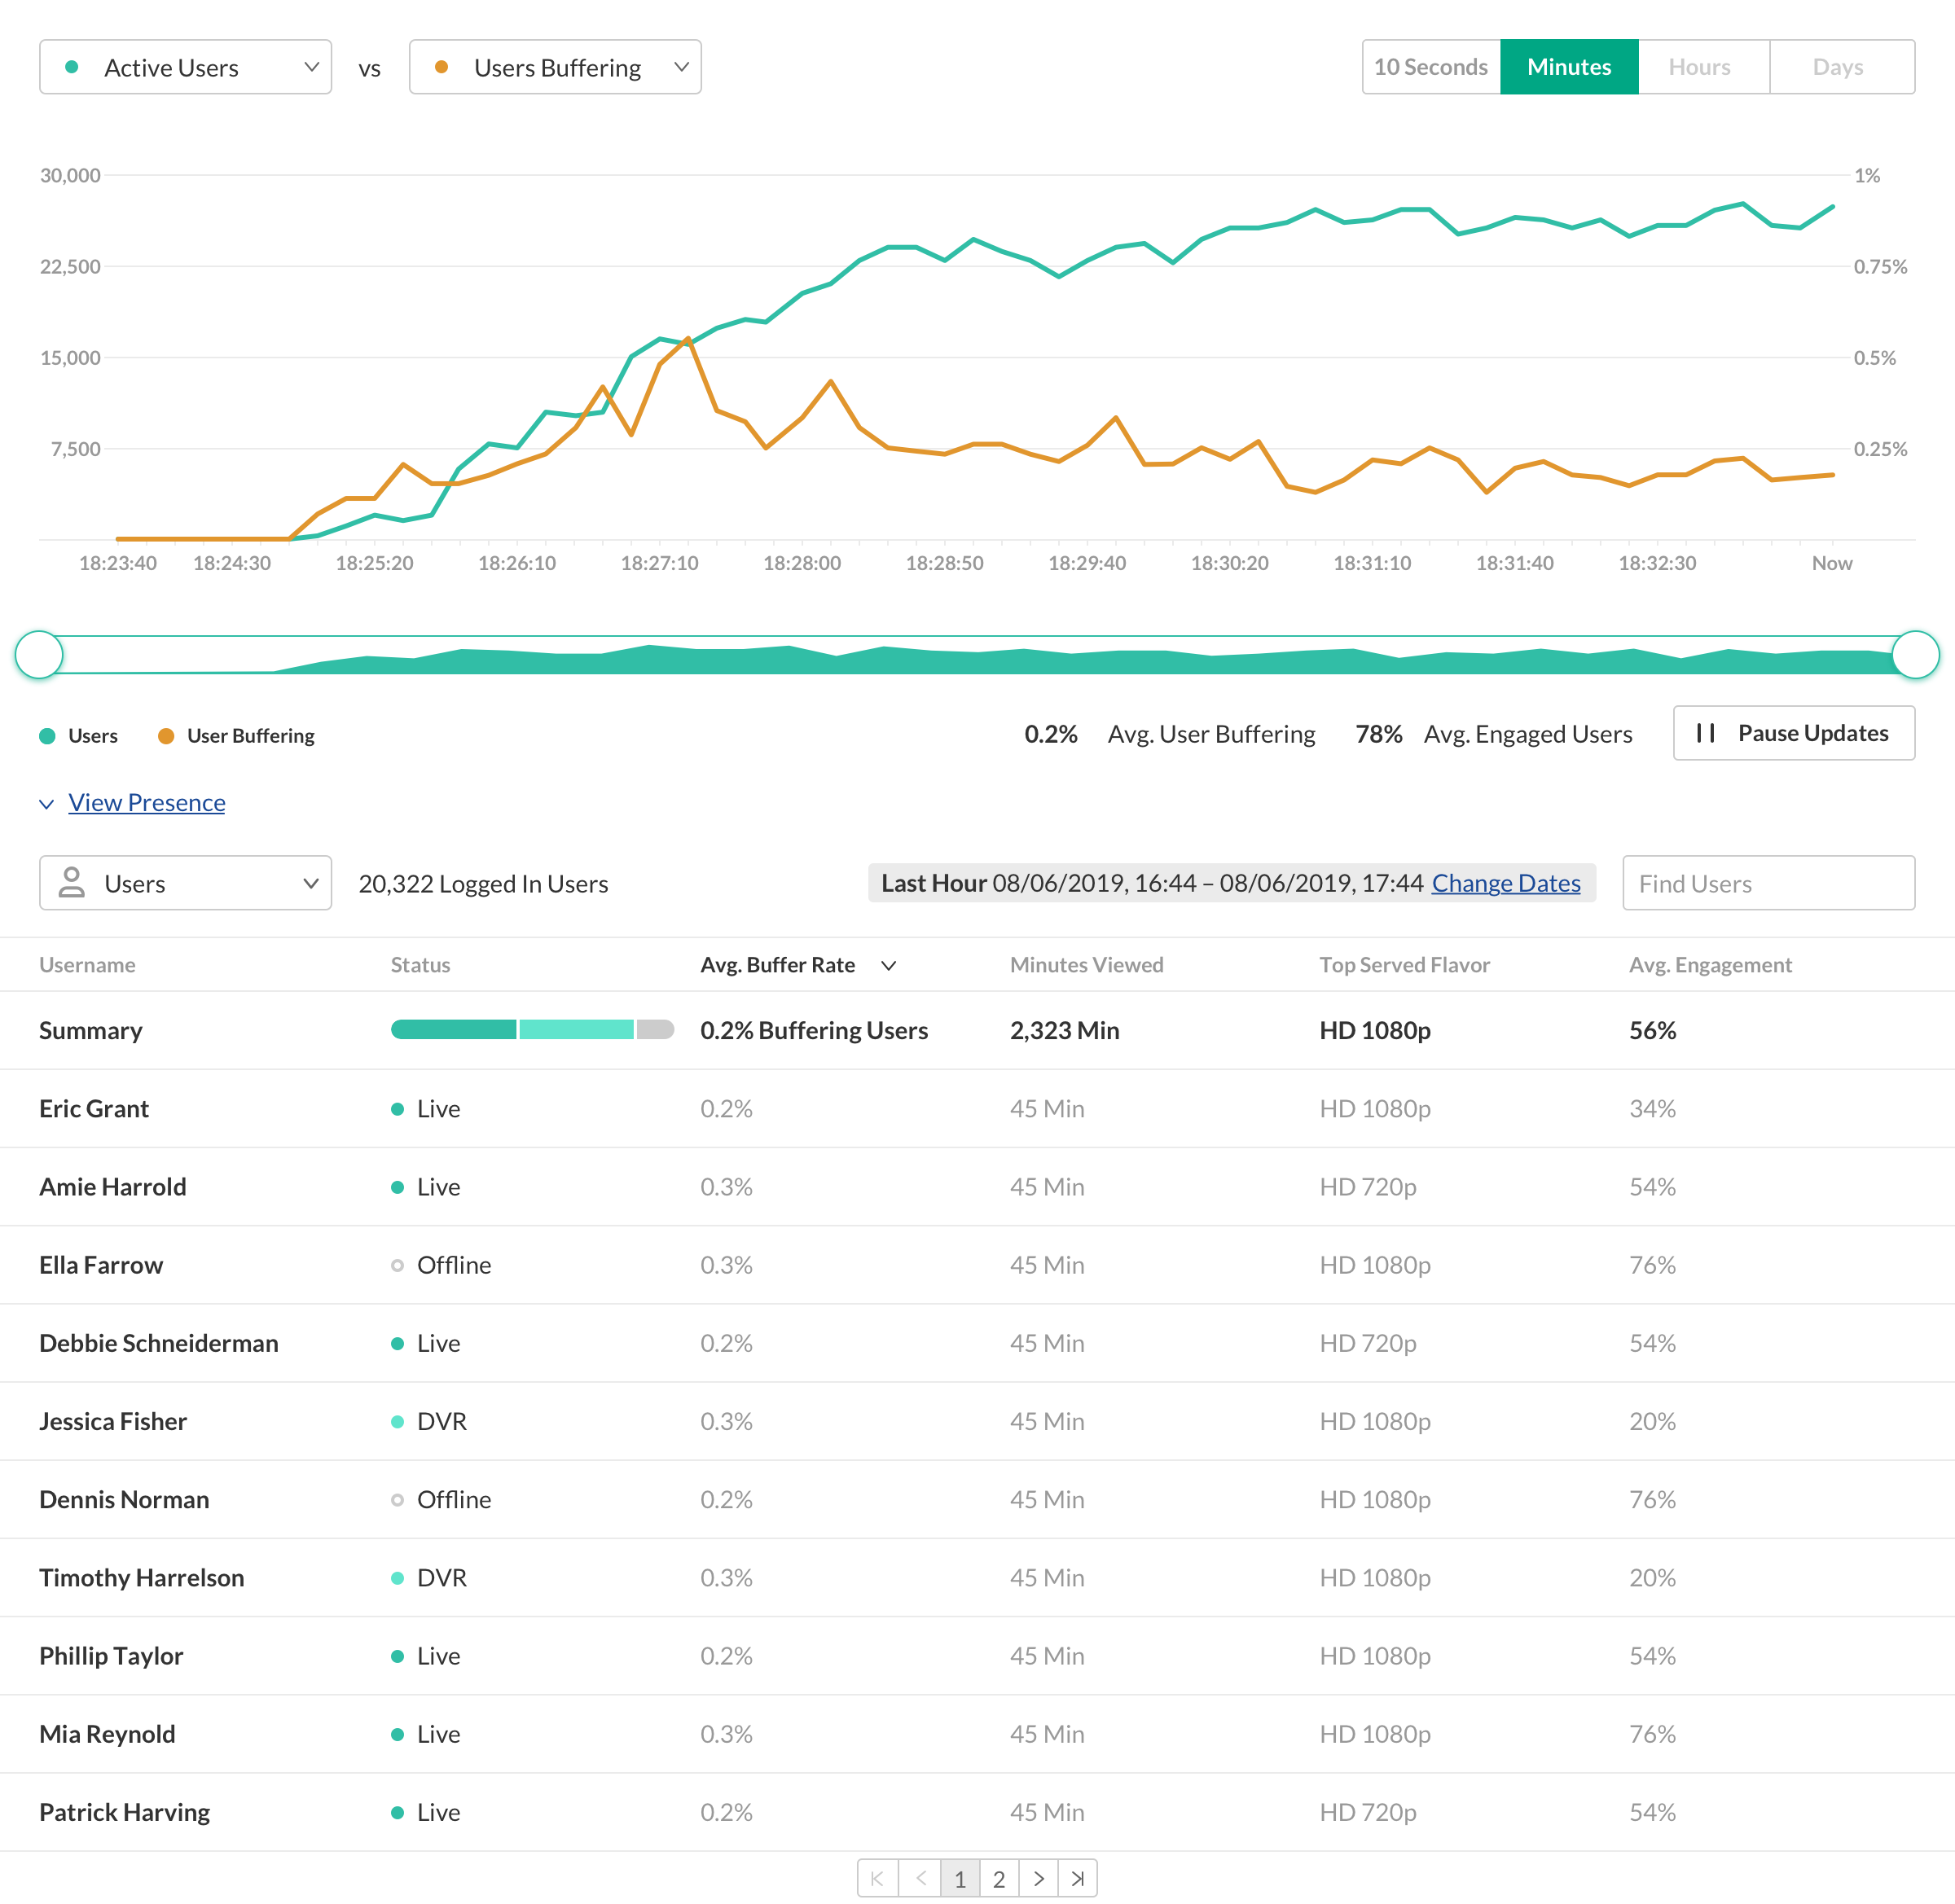 Active Users vs Users Buffering 10 Seconds Minutes Hours Days
30,000 1%
22,500 0.75%
15,000 0.5%
7,500 0.25%
18:23:40 18:24:30 18:25:20 18:26:10 18:27:10 18:28:00 18:28:50 18:29:40 18:30:20 18:31:10 18:31:40 18:32:30 Now
Users User Buffering 0.2% Avg. User Buffering 78% Avg. Engaged Users Pause Updates
View Presence
Users 20,322 Logged In Users Last Hour 08/06/2019, 16:44 – 08/06/2019, 17:44 Change Dates Find Users
Username Status Avg. Buffer Rate Minutes Viewed Top Served Flavor Avg. Engagement
Summary 0.2% Buffering Users 2,323 Min HD 1080p 56%
Eric Grant Live 0.2% 45 Min HD 1080p 34%
Amie Harrold Live 0.3% 45 Min HD 720p 54%
Ella Farrow Offline 0.3% 45 Min HD 1080p 76%
Debbie Schneiderman Live 0.2% 45 Min HD 720p 54%
Jessica Fisher DVR 0.3% 45 Min HD 1080p 20%
Dennis Norman Offline 0.2% 45 Min HD 1080p 76%
Timothy Harrelson DVR 0.3% 45 Min HD 1080p 20%
Phillip Taylor Live 0.2% 45 Min HD 1080p 54%
Mia Reynold Live 0.3% 45 Min HD 1080p 76%
Patrick Harving Live 0.2% 45 Min HD 720p 54%
1 2